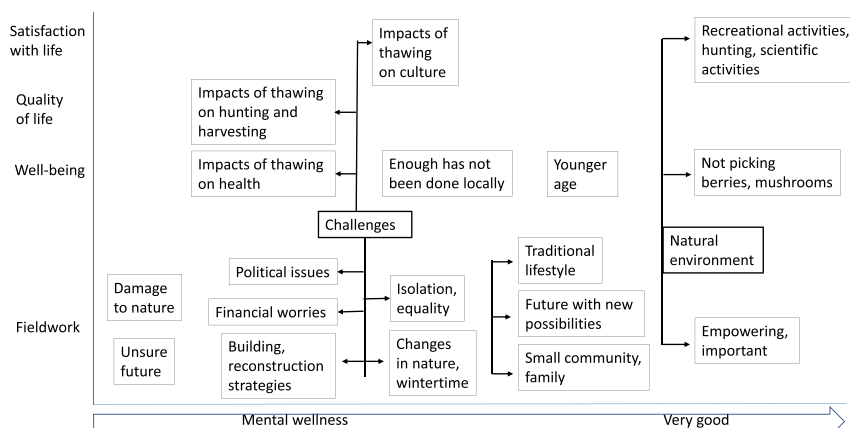 Satisfaction
with life
Impacts of
thawing
on culture
Recreational activities,
hunting, scientific
activities
Quality
of life
Impacts of thawing
on hunting and
harvesting
Well-being
Impacts of thawing
on health
Enough has not
been done locally
Younger
age
Not picking
berries, mushrooms
Challenges
Natural
environment
Political issues
Traditional
lifestyle
Damage
to nature
Isolation,
equality
Financial worries
Future with new
possibilities
Fieldwork
Unsure
future
Building,
reconstruction
strategies
Changes
in nature,
wintertime
Small community,
family
Empowering,
important
Mental wellness
Very good